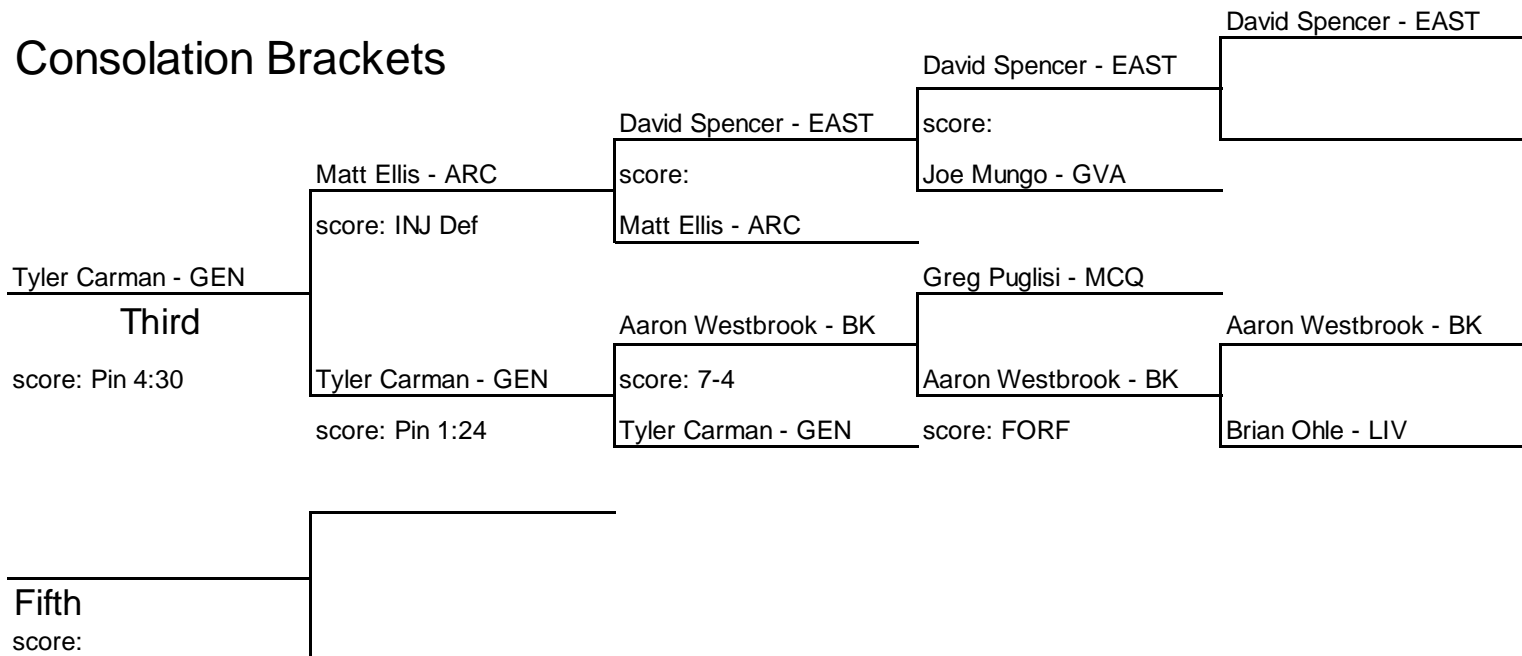 David Spencer - EAST
Consolation Brackets
David Spencer - EAST
David Spencer - EAST
score:
Matt Ellis - ARC
score:
Joe Mungo - GVA
score: INJ Def
Matt Ellis - ARC
Tyler Carman - GEN
Greg Puglisi - MCQ
Third
Aaron Westbrook - BK
Aaron Westbrook - BK
score: Pin 4:30
Tyler Carman - GEN
score: 7-4
Aaron Westbrook - BK
score: Pin 1:24
Tyler Carman - GEN
score: FORF
Brian Ohle - LIV
Fifth
score: